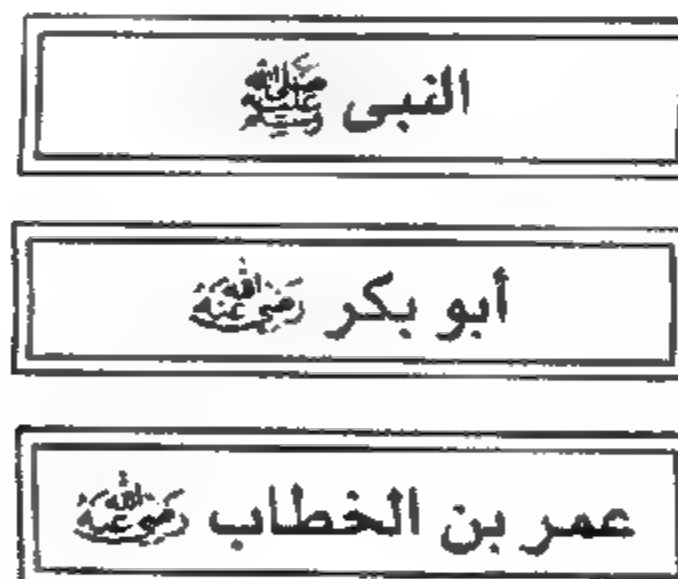 النبى ﷺ
أبو بكر رضي الله عنه
عمر بن الخطاب رضي الله عنه